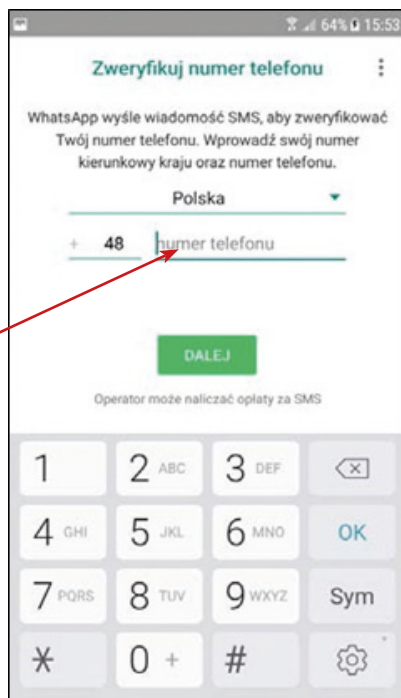 64% 15:53
Zweryfikuj numer telefonu
WhatsApp wyśle wiadomość SMS, aby zweryfikować
Twój numer telefonu. Wprowadź swój numer
kierunkowy kraju oraz numer telefonu.
Polska
+ 48 numer telefonu
DALEJ
Operator może naliczać opłaty za SMS
1 2 ABC 3 DEF
4 GHI 5 JKL 6 MNO OK
7 PQRS 8 TUV 9 WXYZ Sym
* 0 + #